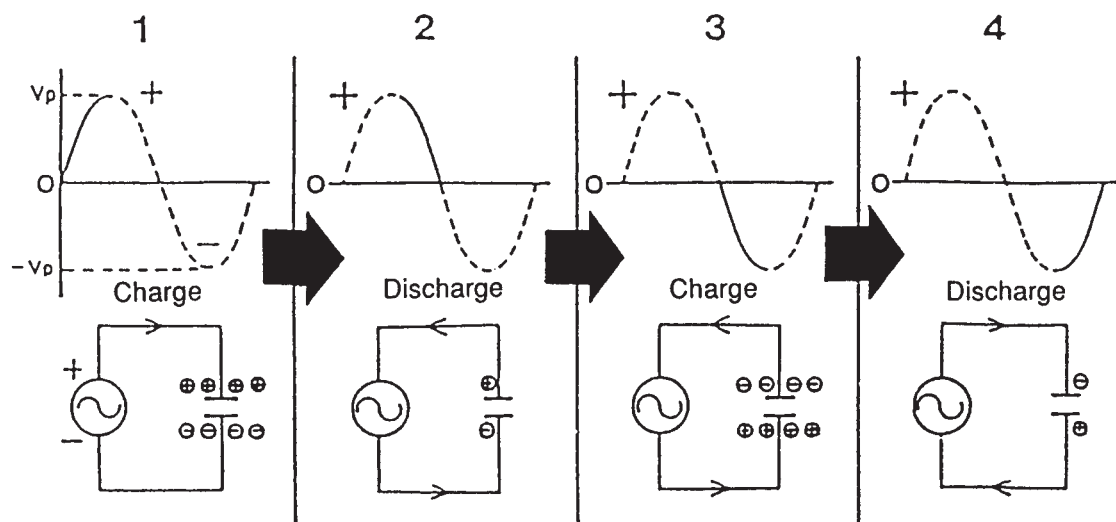 1
2
3
4
Vp
+
+
+
+
O
O
O
O
−
−Vp
Charge
Discharge
Charge
Discharge
+
−
⊕ ⊕ ⊕ ⊕
⊖ ⊖ ⊖ ⊖
⊕
⊖
⊖ ⊖ ⊖ ⊖
⊕ ⊕ ⊕ ⊕
⊖
⊕